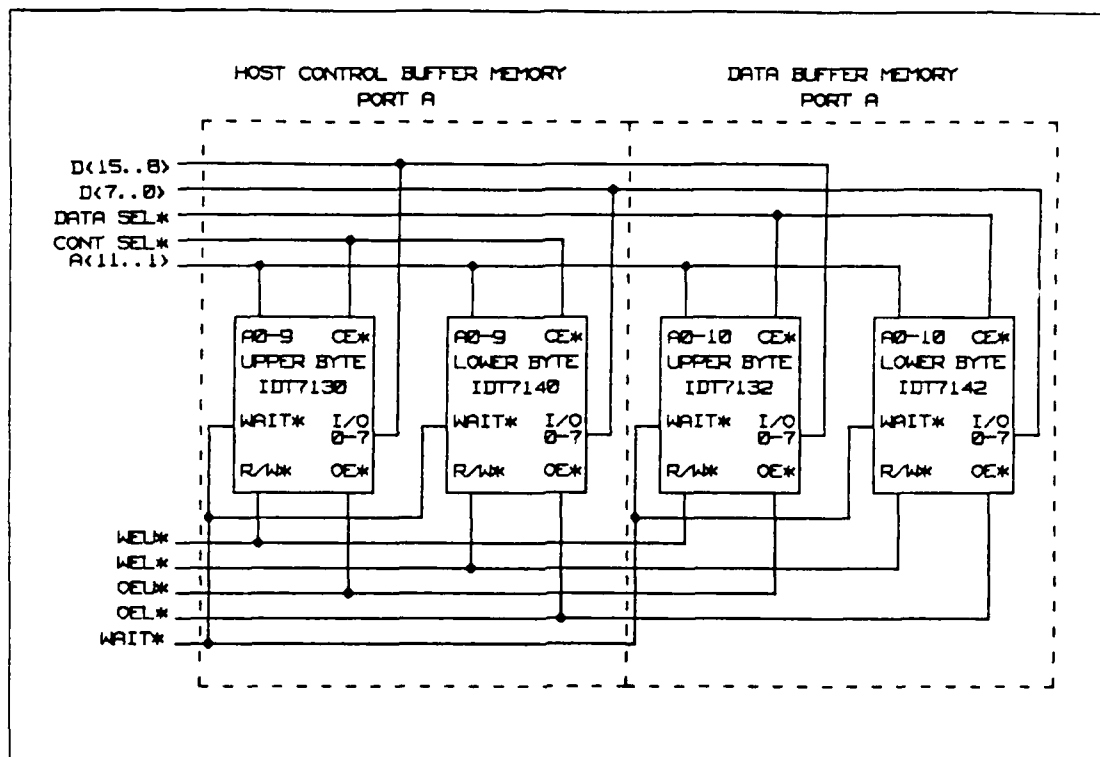 HOST CONTROL BUFFER MEMORY
PORT A
DATA BUFFER MEMORY
PORT A
D<15..8>
D<7..0>
DATA SEL*
CONT SEL*
A<11..1>
A0-9 CE*
UPPER BYTE
IDT7130
WAIT* I/O
0-7
R/W* OE*
A0-9 CE*
LOWER BYTE
IDT7140
WAIT* I/O
0-7
R/W* OE*
A0-10 CE*
UPPER BYTE
IDT7132
WAIT* I/O
0-7
R/W* OE*
A0-10 CE*
LOWER BYTE
IDT7142
WAIT* I/O
0-7
R/W* OE*
WEU*
WEL*
OEU*
OEL*
WAIT*